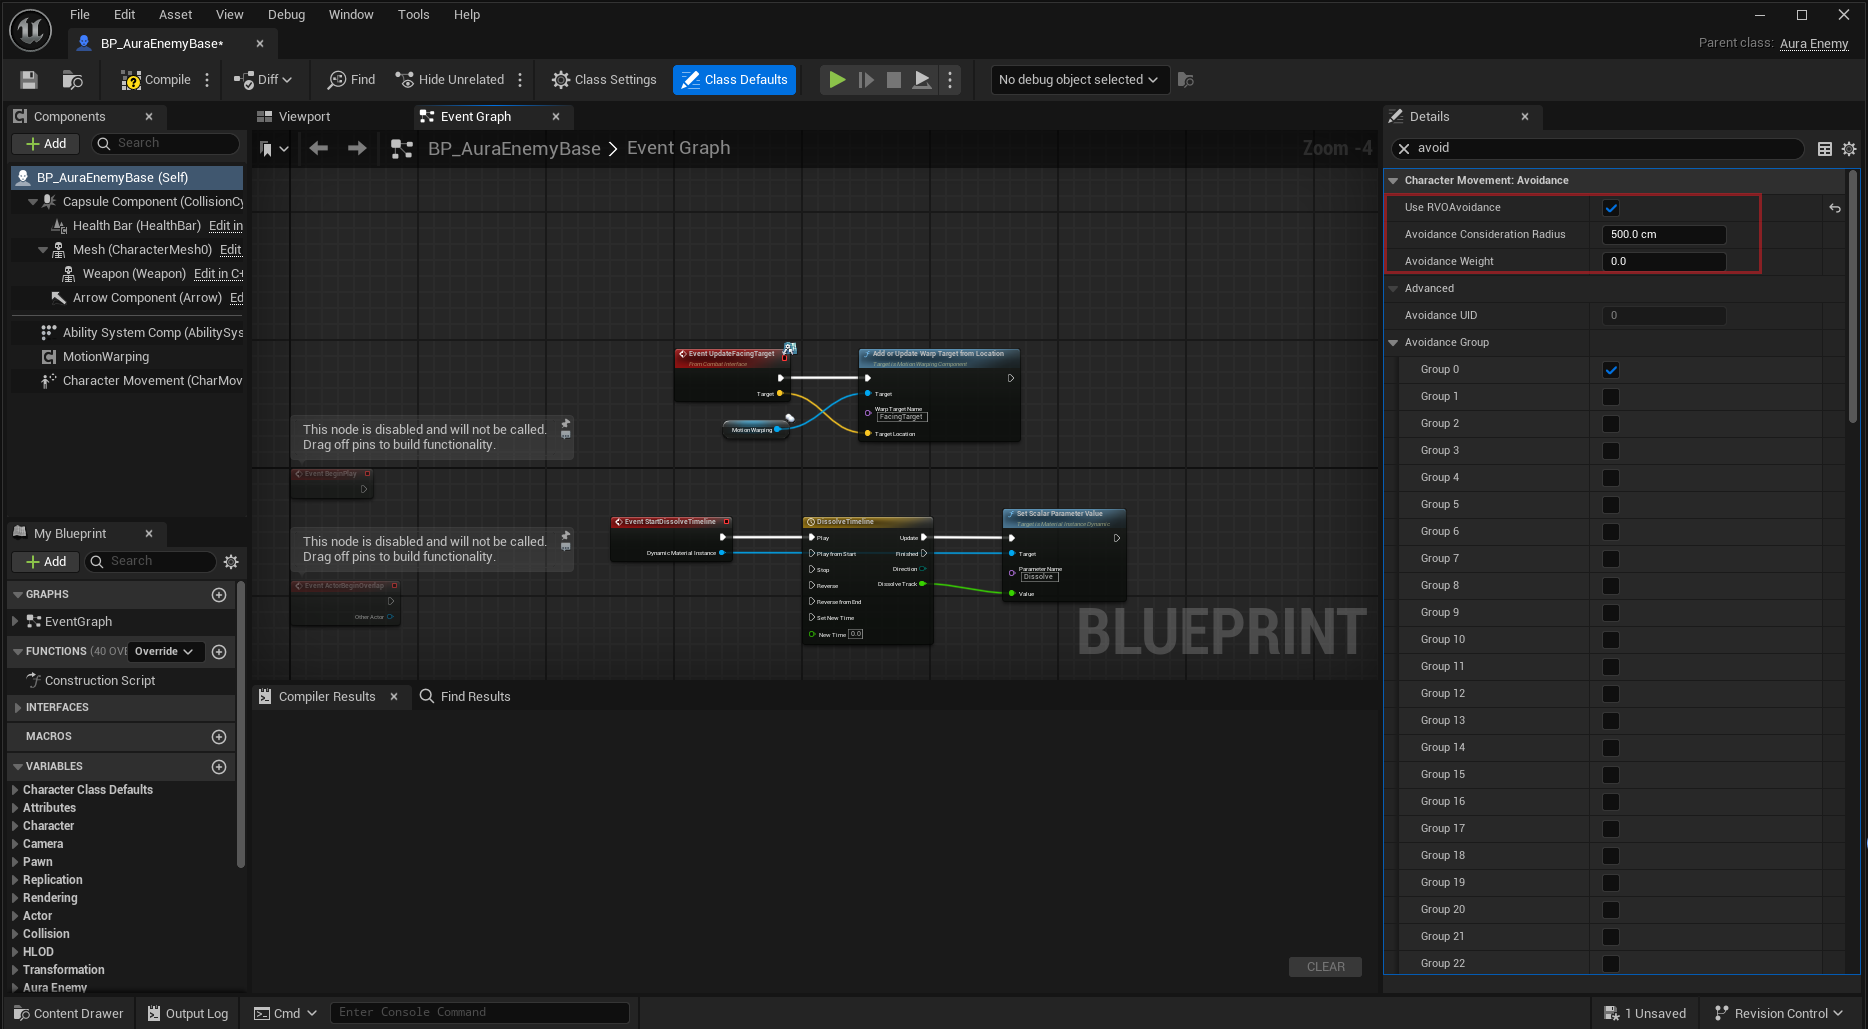 File Edit Asset View Debug Window Tools Help
BP_AuraEnemyBase*
Parent class: Aura Enemy
Compile Diff Find Hide Unrelated Class Settings Class Defaults No debug object selected
Components
Add Search
BP_AuraEnemyBase (Self)
Capsule Component (CollisionCy
Health Bar (HealthBar) Edit in
Mesh (CharacterMesh0) Edit
Weapon (Weapon) Edit in C+
Arrow Component (Arrow) Ed
Ability System Comp (AbilitySys
MotionWarping
Character Movement (CharMov
My Blueprint
Add Search
GRAPHS
EventGraph
FUNCTIONS (40 OVE Override
Construction Script
INTERFACES
MACROS
VARIABLES
Character Class Defaults
Attributes
Character
Camera
Pawn
Replication
Rendering
Actor
Collision
HLOD
Transformation
Aura Enemy
Viewport Event Graph
BP_AuraEnemyBase > Event Graph Zoom -4
Event UpdateFacingTarget
From Combat Interface
Target
MotionWarping
Add or Update Warp Target from Location
Target is Motion Warping Component
Target
Warp Target Name
FacingTarget
Target Location
This node is disabled and will not be called.
Drag off pins to build functionality.
Event BeginPlay
This node is disabled and will not be called.
Drag off pins to build functionality.
Event ActorBeginOverlap
Other Actor
Event StartDissolveTimeline
Dynamic Material Instance
DissolveTimeline
Play Update
Play from Start Finished
Stop Direction
Reverse Dissolve Track
Reverse from End
Set New Time
New Time 0.0
Set Scalar Parameter Value
Target is Material Instance Dynamic
Target
Parameter Name
Dissolve
Value
BLUEPRINT
Compiler Results Find Results
CLEAR
Details
avoid
Character Movement: Avoidance
Use RVOAvoidance
Avoidance Consideration Radius 500.0 cm
Avoidance Weight 0.0
Advanced
Avoidance UID 0
Avoidance Group
Group 0
Group 1
Group 2
Group 3
Group 4
Group 5
Group 6
Group 7
Group 8
Group 9
Group 10
Group 11
Group 12
Group 13
Group 14
Group 15
Group 16
Group 17
Group 18
Group 19
Group 20
Group 21
Group 22
Content Drawer Output Log Cmd Enter Console Command 1 Unsaved Revision Control